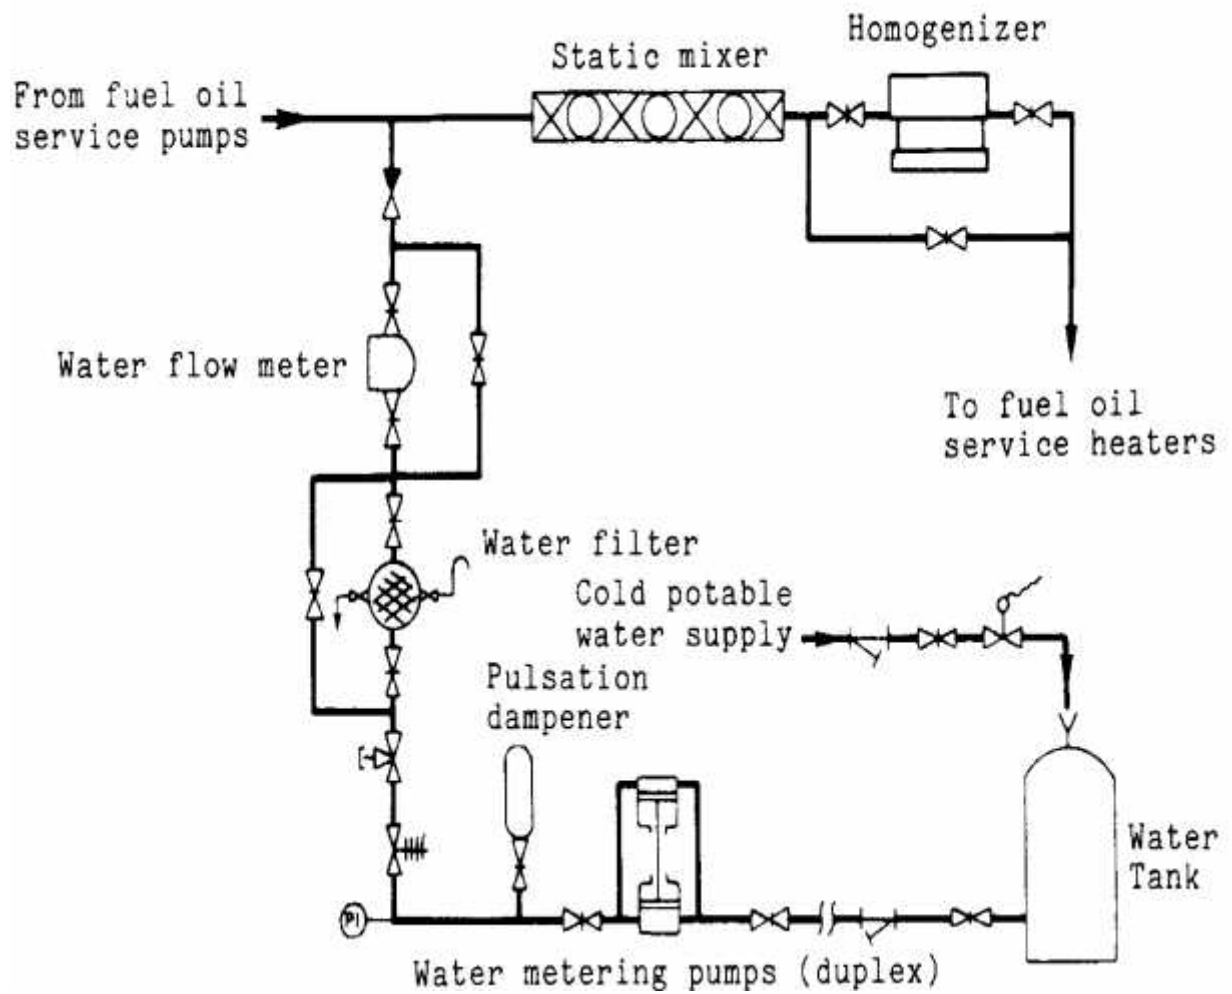 Homogenizer
Static mixer
From fuel oil
service pumps
Water flow meter
To fuel oil
service heaters
Water filter
Cold potable
water supply
Pulsation
dampener
Water
Tank
PI
Water metering pumps (duplex)